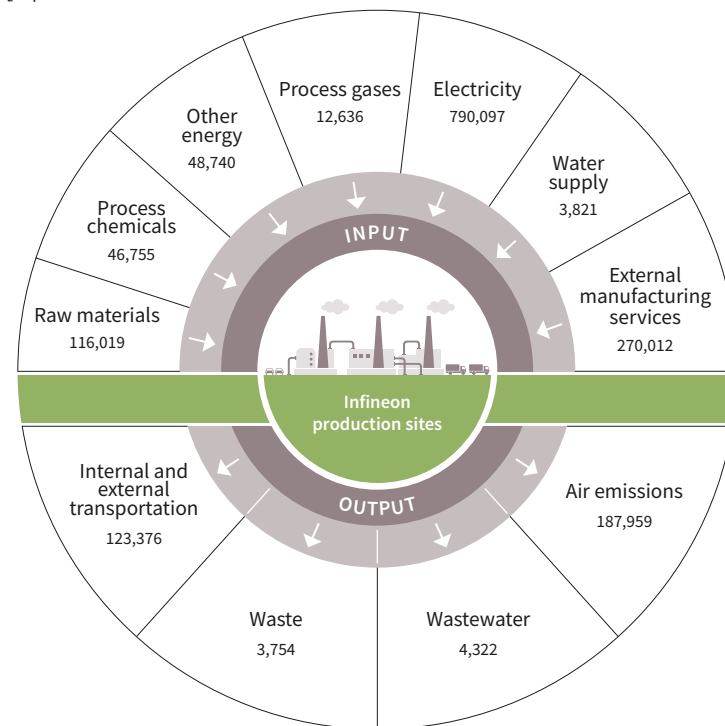 Process gases
12,636
Electricity
790,097
Other
energy
48,740
Water
supply
3,821
Process
chemicals
46,755
INPUT
External
manufacturing
services
270,012
Raw materials
116,019
Infineon
production sites
Internal and
external
transportation
123,376
Air emissions
187,959
OUTPUT
Waste
3,754
Wastewater
4,322